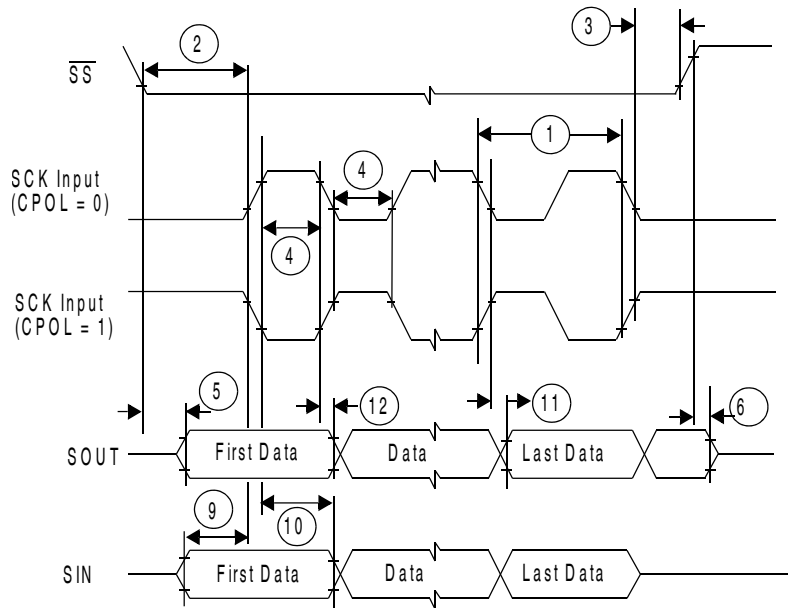 2
3
SS
1
SCK Input
(CPOL = 0)
4
4
SCK Input
(CPOL = 1)
5
12
11
6
SOUT
First Data
Data
Last Data
9
10
SIN
First Data
Data
Last Data